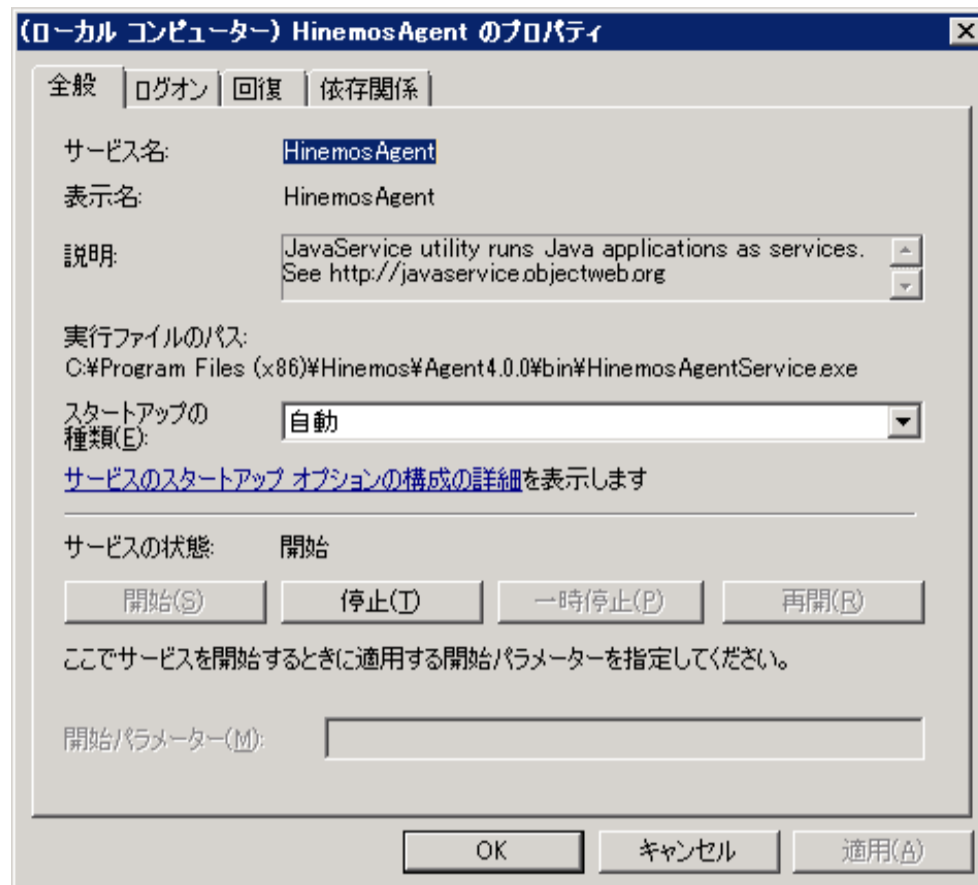 (ローカル コンピューター) HinemosAgent のプロパティ
全般 ログオン 回復 依存関係
サービス名: HinemosAgent
表示名: HinemosAgent
説明: JavaService utility runs Java applications as services.
See http://javaservice.objectweb.org
実行ファイルのパス:
C:¥Program Files (x86)¥Hinemos¥Agent4.0.0¥bin¥HinemosAgentService.exe
スタートアップの
種類(E): 自動
サービスのスタートアップ オプションの構成の詳細を表示します
サービスの状態: 開始
開始(S) 停止(T) 一時停止(P) 再開(R)
ここでサービスを開始するときに適用する開始パラメーターを指定してください。
開始パラメーター(M):
OK キャンセル 適用(A)